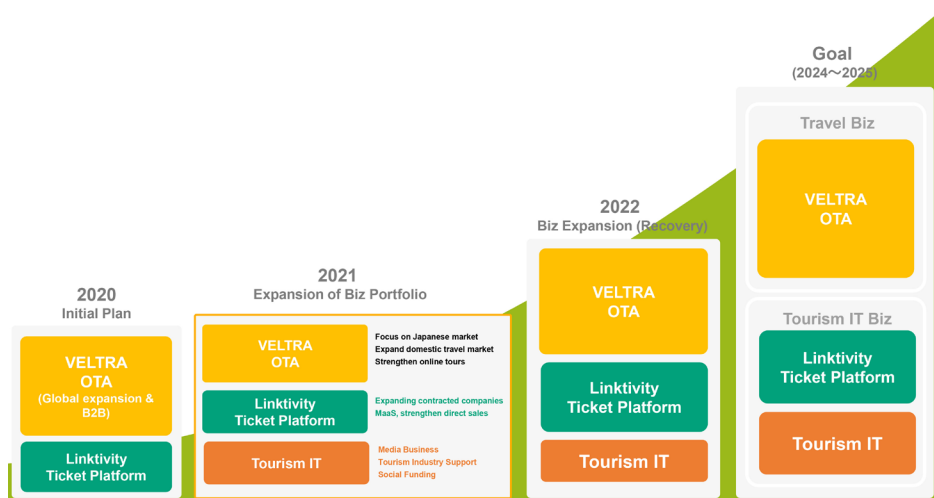 2020
Initial Plan
VELTRA
OTA
(Global expansion &
B2B)
Linktivity
Ticket Platform
2021
Expansion of Biz Portfolio
VELTRA
OTA
Focus on Japanese market
Expand domestic travel market
Strengthen online tours
Linktivity
Ticket Platform
Expanding contracted companies
MaaS, strengthen direct sales
Tourism IT
Media Business
Tourism Industry Support
Social Funding
2022
Biz Expansion (Recovery)
VELTRA
OTA
Linktivity
Ticket Platform
Tourism IT
Goal
(2024～2025)
Travel Biz
VELTRA
OTA
Tourism IT Biz
Linktivity
Ticket Platform
Tourism IT